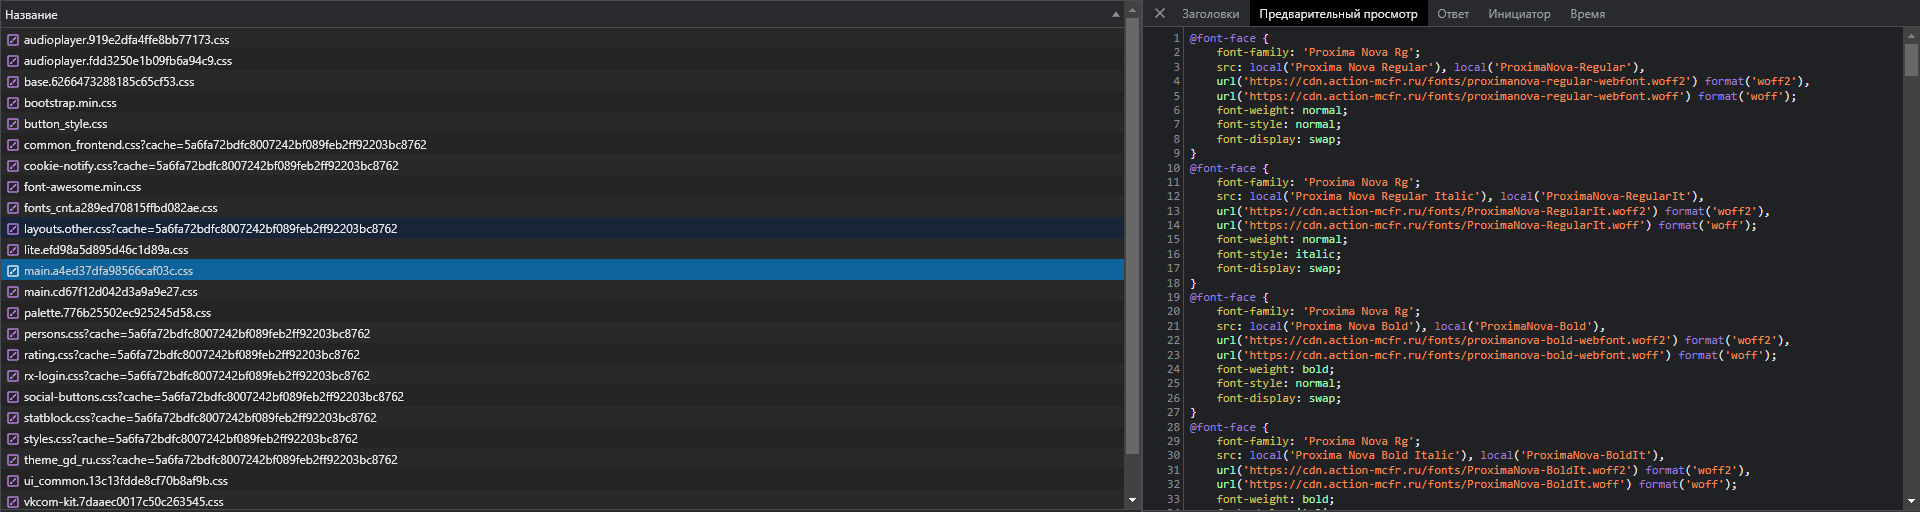 Название
audioplayer.919e2dfa4ffe8bb77173.css
audioplayer.fdd3250e1b09fb6a94c9.css
base.6266473288185c65cf53.css
bootstrap.min.css
button_style.css
common_frontend.css?cache=5a6fa72bdfc8007242bf089feb2ff92203bc8762
cookie-notify.css?cache=5a6fa72bdfc8007242bf089feb2ff92203bc8762
font-awesome.min.css
fonts_cnt.a289ed70815ffbd082ae.css
layouts.other.css?cache=5a6fa72bdfc8007242bf089feb2ff92203bc8762
lite.efd98a5d895d46c1d89a.css
main.a4ed37dfa98566caf03c.css
main.cd67f12d042d3a9a9e27.css
palette.776b25502ec925245d58.css
persons.css?cache=5a6fa72bdfc8007242bf089feb2ff92203bc8762
rating.css?cache=5a6fa72bdfc8007242bf089feb2ff92203bc8762
rx-login.css?cache=5a6fa72bdfc8007242bf089feb2ff92203bc8762
social-buttons.css?cache=5a6fa72bdfc8007242bf089feb2ff92203bc8762
statblock.css?cache=5a6fa72bdfc8007242bf089feb2ff92203bc8762
styles.css?cache=5a6fa72bdfc8007242bf089feb2ff92203bc8762
theme_gd_ru.css?cache=5a6fa72bdfc8007242bf089feb2ff92203bc8762
ui_common.13c13fdde8cf70b8af9b.css
vkcom-kit.7daaec0017c50c263545.css
Заголовки Предварительный просмотр Ответ Инициатор Время
1 @font-face {
2 font-family: 'Proxima Nova Rg';
3 src: local('Proxima Nova Regular'), local('ProximaNova-Regular'),
4 url('https://cdn.action-mcfr.ru/fonts/proximanova-regular-webfont.woff2') format('woff2'),
5 url('https://cdn.action-mcfr.ru/fonts/proximanova-regular-webfont.woff') format('woff');
6 font-weight: normal;
7 font-style: normal;
8 font-display: swap;
9 }
10 @font-face {
11 font-family: 'Proxima Nova Rg';
12 src: local('Proxima Nova Regular Italic'), local('ProximaNova-RegularIt'),
13 url('https://cdn.action-mcfr.ru/fonts/ProximaNova-RegularIt.woff2') format('woff2'),
14 url('https://cdn.action-mcfr.ru/fonts/ProximaNova-RegularIt.woff') format('woff');
15 font-weight: normal;
16 font-style: italic;
17 font-display: swap;
18 }
19 @font-face {
20 font-family: 'Proxima Nova Rg';
21 src: local('Proxima Nova Bold'), local('ProximaNova-Bold'),
22 url('https://cdn.action-mcfr.ru/fonts/proximanova-bold-webfont.woff2') format('woff2'),
23 url('https://cdn.action-mcfr.ru/fonts/proximanova-bold-webfont.woff') format('woff');
24 font-weight: bold;
25 font-style: normal;
26 font-display: swap;
27 }
28 @font-face {
29 font-family: 'Proxima Nova Rg';
30 src: local('Proxima Nova Bold Italic'), local('ProximaNova-BoldIt'),
31 url('https://cdn.action-mcfr.ru/fonts/ProximaNova-BoldIt.woff2') format('woff2'),
32 url('https://cdn.action-mcfr.ru/fonts/ProximaNova-BoldIt.woff') format('woff');
33 font-weight: bold;